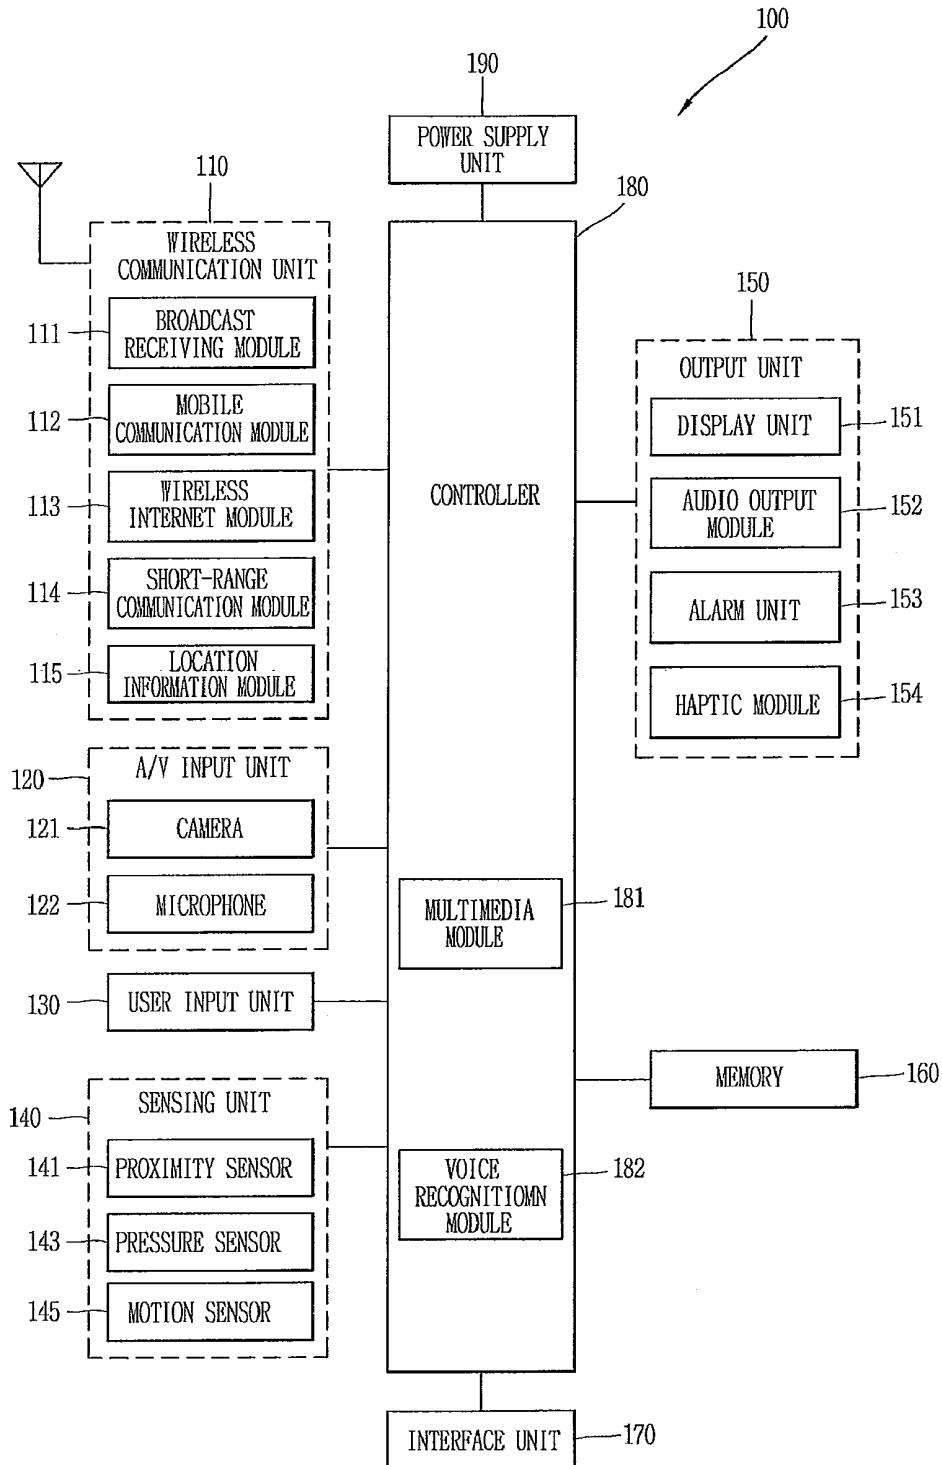 100
190
POWER SUPPLY
UNIT
110
180
WIRELESS
COMMUNICATION UNIT
111
BROADCAST
RECEIVING MODULE
112
MOBILE
COMMUNICATION MODULE
113
WIRELESS
INTERNET MODULE
114
SHORT-RANGE
COMMUNICATION MODULE
115
LOCATION
INFORMATION MODULE
CONTROLLER
150
OUTPUT UNIT
DISPLAY UNIT
151
AUDIO OUTPUT
MODULE
152
ALARM UNIT
153
HAPTIC MODULE
154
120
A/V INPUT UNIT
121
CAMERA
122
MICROPHONE
MULTIMEDIA
MODULE
181
130
USER INPUT UNIT
MEMORY
160
140
SENSING UNIT
141
PROXIMITY SENSOR
143
PRESSURE SENSOR
145
MOTION SENSOR
VOICE
RECOGNITIOMN
MODULE
182
INTERFACE UNIT
170